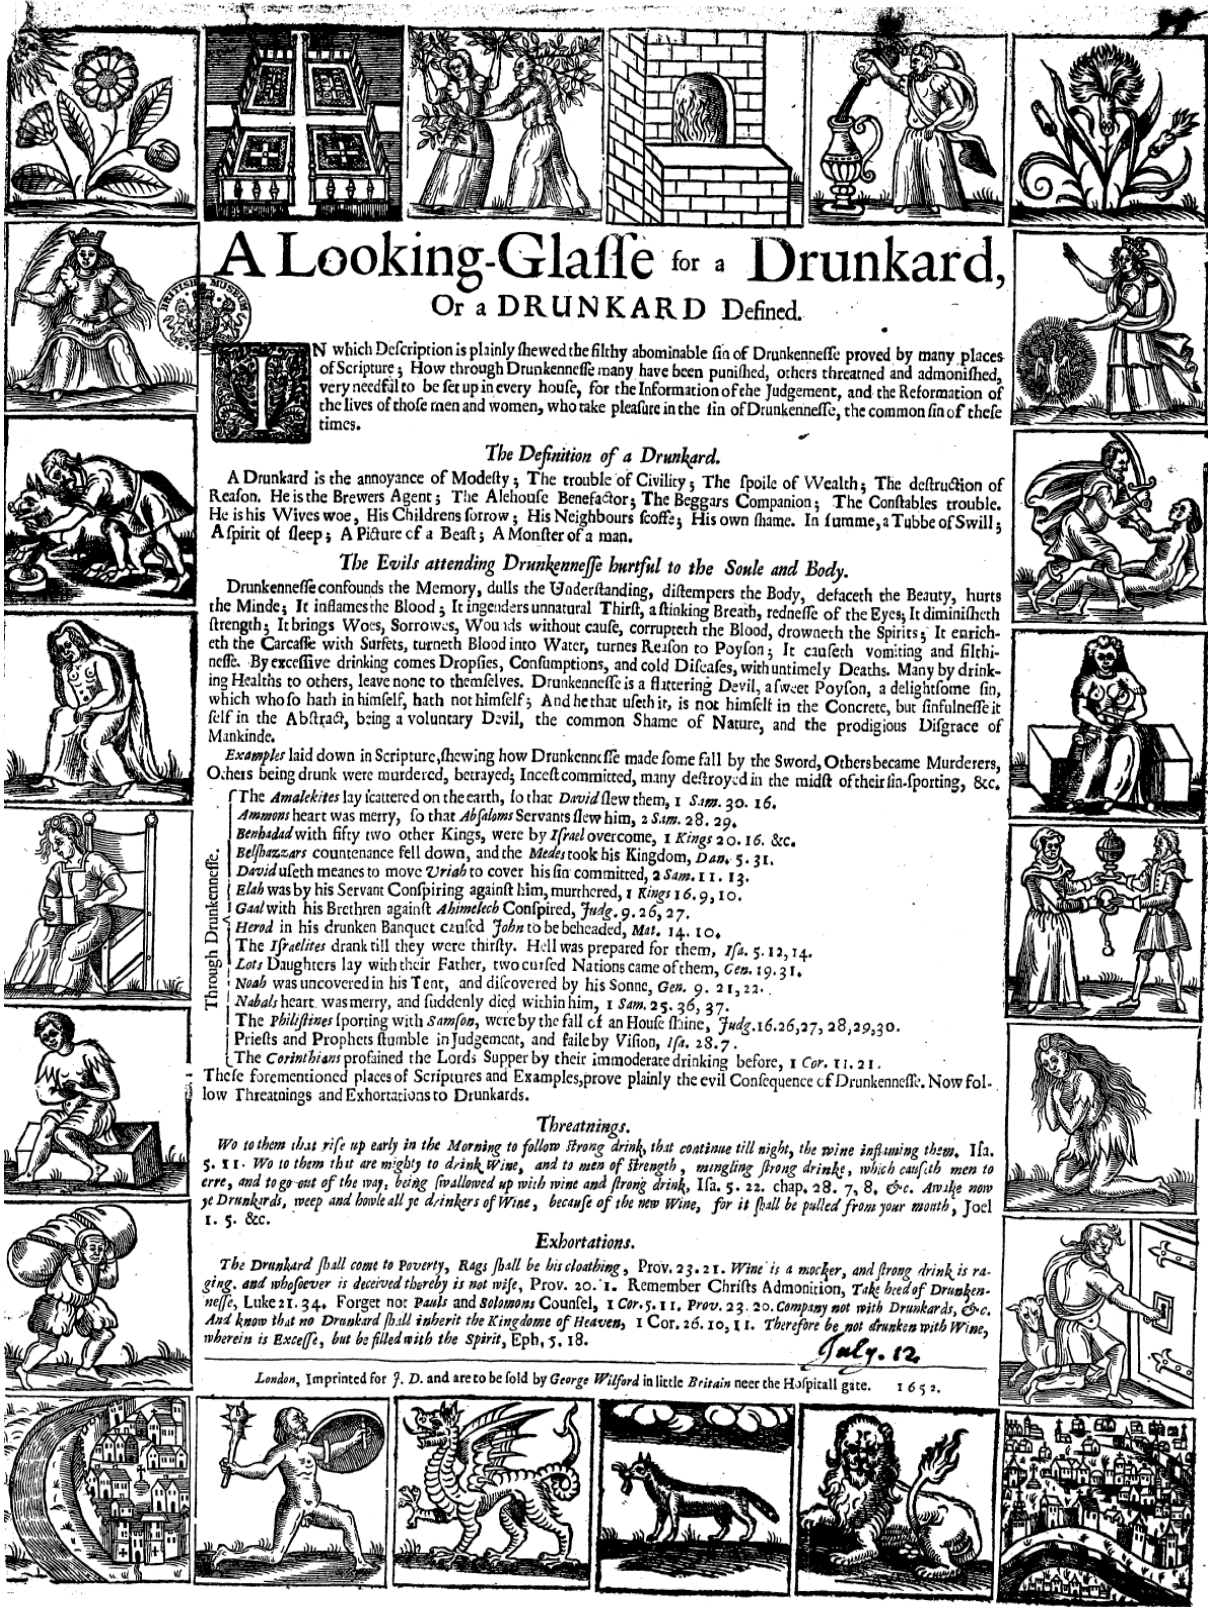 A Looking-Glaſſe for a Drunkard,
Or a DRUNKARD Defined.
BRITISH MUSEUM
IN which Deſcription is plainly ſhewed the filthy abominable ſin of Drunkenneſſe proved by many places
of Scripture; How through Drunkenneſſe many have been puniſhed, others threatned and admoniſhed,
very needful to be ſet up in every houſe, for the Information of the Judgement, and the Reformation of
the lives of thoſe men and women, who take pleaſure in the ſin of Drunkenneſſe, the common ſin of theſe
times.
The Definition of a Drunkard.
A Drunkard is the annoyance of Modeſty; The trouble of Civility; The ſpoile of Wealth; The deſtruction of
Reaſon. He is the Brewers Agent; The Alehouſe Benefactor; The Beggars Companion; The Conſtables trouble.
He is his Wives woe, His Childrens ſorrow; His Neighbours ſcoffe; His own ſhame. In ſumme, a Tubbe of Swill;
A ſpirit of ſleep; A Picture of a Beaſt; A Monſter of a man.
The Evils attending Drunkenneſſe hurtful to the Soule and Body.
Drunkenneſſe confounds the Memory, dulls the Underſtanding, diſtempers the Body, defaceth the Beauty, hurts
the Minde; It inflames the Blood; It ingenders unnatural Thirſt, a ſtinking Breath, redneſſe of the Eyes; It diminiſheth
ſtrength; It brings Woes, Sorrowes, Wounds without cauſe, corrupteth the Blood, drowneth the Spirits; It enrich-
eth the Carcaſſe with Surfets, turneth Blood into Water, turnes Reaſon to Poyſon; It cauſeth vomiting and filthi-
neſſe. By exceſſive drinking comes Dropſies, Conſumptions, and cold Diſeaſes, with untimely Deaths. Many by drink-
ing Healths to others, leave none to themſelves. Drunkenneſſe is a flattering Devil, a ſweet Poyſon, a delightſome ſin,
which whoſo hath in himſelf, hath not himſelf; And he that uſeth it, is not himſelf in the Concrete, but ſinfulneſſe it
ſelf in the Abſtract, being a voluntary Devil, the common Shame of Nature, and the prodigious Diſgrace of
Mankinde.
Examples laid down in Scripture, ſhewing how Drunkenneſſe made ſome fall by the Sword, Others became Murderers,
Others being drunk were murdered, betrayed; Inceſt committed, many deſtroyed in the midſt of their ſin-ſporting, &c.
Through Drunkenneſſe.
The Amalekites lay ſcattered on the earth, ſo that David ſlew them, 1 Sam. 30. 16.
Ammons heart was merry, ſo that Abſaloms Servants ſlew him, 2 Sam. 28. 29.
Benhadad with fifty two other Kings, were by Iſrael overcome, 1 Kings 20. 16. &c.
Belſhazzars countenance fell down, and the Medes took his Kingdom, Dan. 5. 31.
David uſeth meanes to move Uriah to cover his ſin committed, 2 Sam. 11. 13.
Elah was by his Servant Conſpiring againſt him, murthered, 1 Kings 16. 9, 10.
Gaal with his Brethren againſt Ahimelech Conſpired, Judg. 9. 26, 27.
Herod in his drunken Banquet cauſed John to be beheaded, Mat. 14. 10.
The Iſraelites drank till they were thirſty. Hell was prepared for them, Iſa. 5. 12, 14.
Lots Daughters lay with their Father, two curſed Nations came of them, Gen. 19. 31.
Noah was uncovered in his Tent, and diſcovered by his Sonne, Gen. 9. 21, 22.
Nabals heart was merry, and ſuddenly died within him, 1 Sam. 25. 36, 37.
The Philiſtines ſporting with Samſon, were by the fall of an Houſe ſlaine, Judg. 16. 26, 27, 28, 29, 30.
Prieſts and Prophets ſtumble in Judgement, and faile by Viſion, Iſa. 28. 7.
The Corinthians profained the Lords Supper by their immoderate drinking before, 1 Cor. 11. 21.
Theſe forementioned places of Scriptures and Examples, prove plainly the evil Conſequence of Drunkenneſſe. Now fol-
low Threatnings and Exhortations to Drunkards.
Threatnings.
Wo to them that riſe up early in the Morning to follow ſtrong drink, that continue till night, the wine inflaming them. Iſa.
5. 11. Wo to them that are mighty to drink Wine, and to men of ſtrength, mingling ſtrong drinke, which cauſeth men to
erre, and to go out of the way, being ſwallowed up with wine and ſtrong drink, Iſa. 5. 22. chap. 28. 7, 8. &c. Awake now
ye Drunkards, weep and howle all ye drinkers of Wine, becauſe of the new Wine, for it ſhall be pulled from your mouth, Joel
1. 5. &c.
Exhortations.
The Drunkard ſhall come to Poverty, Rags ſhall be his cloathing, Prov. 23. 21. Wine is a mocker, and ſtrong drink is ra-
ging, and whoſoever is deceived thereby is not wiſe, Prov. 20. 1. Remember Chriſts Admonition, Take heed of Drunken-
neſſe, Luke 21. 34. Forget not Pauls and Solomons Counſel, 1 Cor. 5. 11. Prov. 23. 20. Company not with Drunkards, &c.
And know that no Drunkard ſhall inherit the Kingdome of Heaven, 1 Cor. 26. 10, 11. Therefore be not drunken with Wine,
wherein is Exceſſe, but be filled with the Spirit, Eph, 5. 18.
July. 12
London, Imprinted for J. D. and are to be ſold by George Wilford in little Britain neer the Hoſpitall gate. 1652.